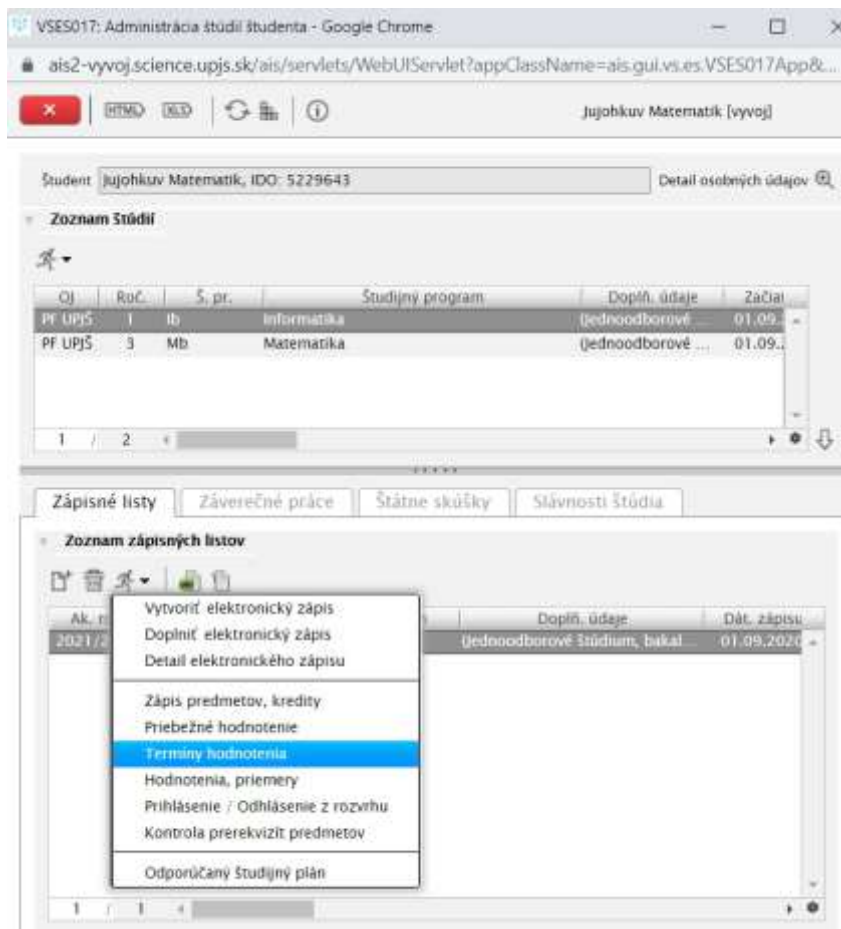 VSES017: Administrácia štúdií študenta - Google Chrome
ais2-vyvoj.science.upjs.sk/ais/servlets/WebUIServlet?appClassName=ais.gui.vs.es.VSES017App&...
HTML XLS Jujohkuv Matematik [vyvoj]
Študent Jujohkuv Matematik, IDO: 5229643 Detail osobných údajov
Zoznam štúdií
OJ Roč. Š. pr. Študijný program Doplň. údaje Začiat
PF UPJŠ 1 Ib Informatika (Jednoodborové ... 01.09.
PF UPJŠ 3 Mb Matematika (Jednoodborové ... 01.09..
1 / 2
Zápisné listy Záverečné práce Štátne skúšky Slávnosti štúdia
Zoznam zápisných listov
Vytvoriť elektronický zápis
Doplniť elektronický zápis
Detail elektronického zápisu
Zápis predmetov, kredity
Priebežné hodnotenie
Termíny hodnotenia
Hodnotenia, priemery
Prihlásenie / Odhlásenie z rozvrhu
Kontrola prerekvizít predmetov
Odporúčaný študijný plán
Ak. Doplň. údaje Dát. zápisu
2021/2 (Jednoodborové štúdium, bakal... 01.09.202
1 / 1